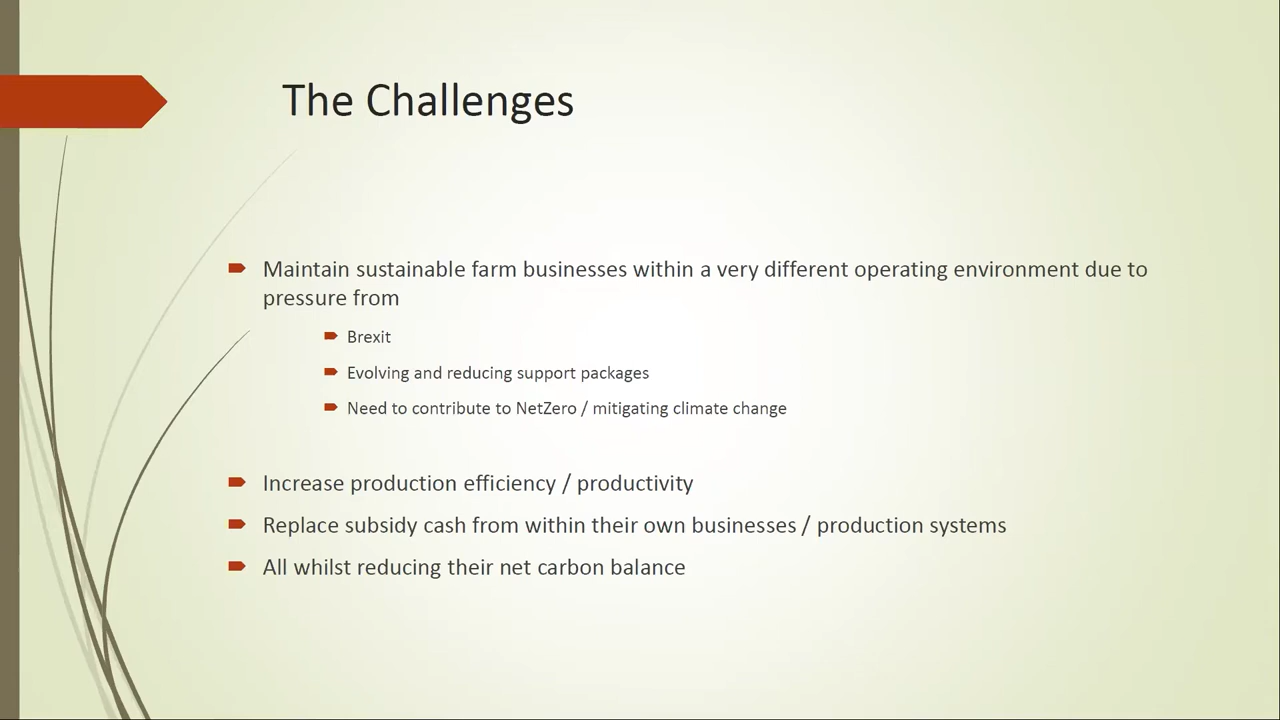 The Challenges
Maintain sustainable farm businesses within a very different operating environment due to
pressure from
Brexit
Evolving and reducing support packages
Need to contribute to NetZero / mitigating climate change
Increase production efficiency / productivity
Replace subsidy cash from within their own businesses / production systems
All whilst reducing their net carbon balance